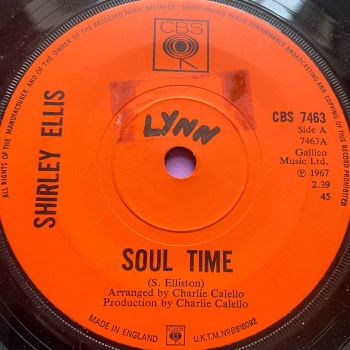 ALL RIGHTS OF THE MANUFACTURER AND OF THE OWNER OF THE RECORDED WORK RESERVED · UNAUTHORISED PUBLIC PERFORMANCE BROADCASTING AND COPYING OF THIS RECORD PROHIBITED
CBS
SHIRLEY ELLIS
LYNN
CBS 7463
Side A
7463A
Gallico
Music Ltd.
℗ 1967
2.39
45
SOUL TIME
(S. Elliston)
Arranged by Charlie Calello
Production by Charlie Calello
MADE IN ENGLAND
CBS
U.K.T.M. Nº B818092